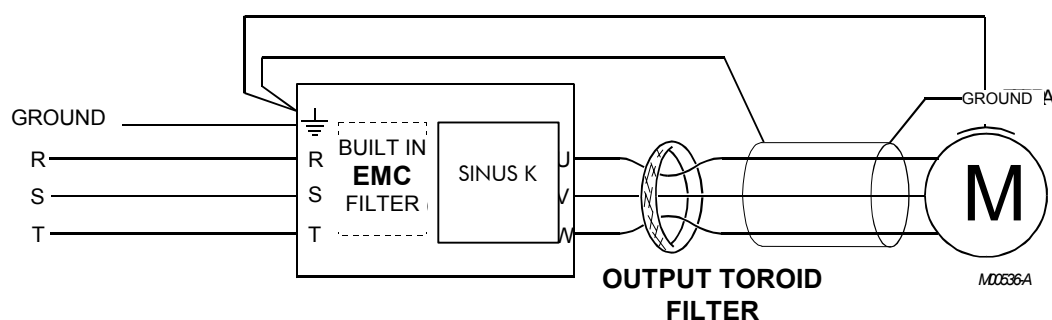 GROUND
GROUND
R
S
T
R
S
T
BUILT IN
EMC
FILTER
SINUS K
U
V
W
M
OUTPUT TOROID
FILTER
M00536-A